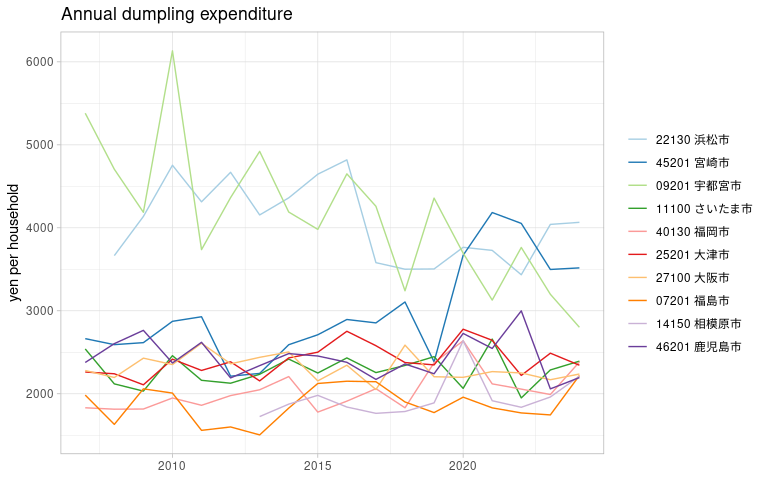 Annual dumpling expenditure
yen per household
6000
5000
4000
3000
2000
2010
2015
2020
22130 浜松市
45201 宮崎市
09201 宇都宮市
11100 さいたま市
40130 福岡市
25201 大津市
27100 大阪市
07201 福島市
14150 相模原市
46201 鹿児島市